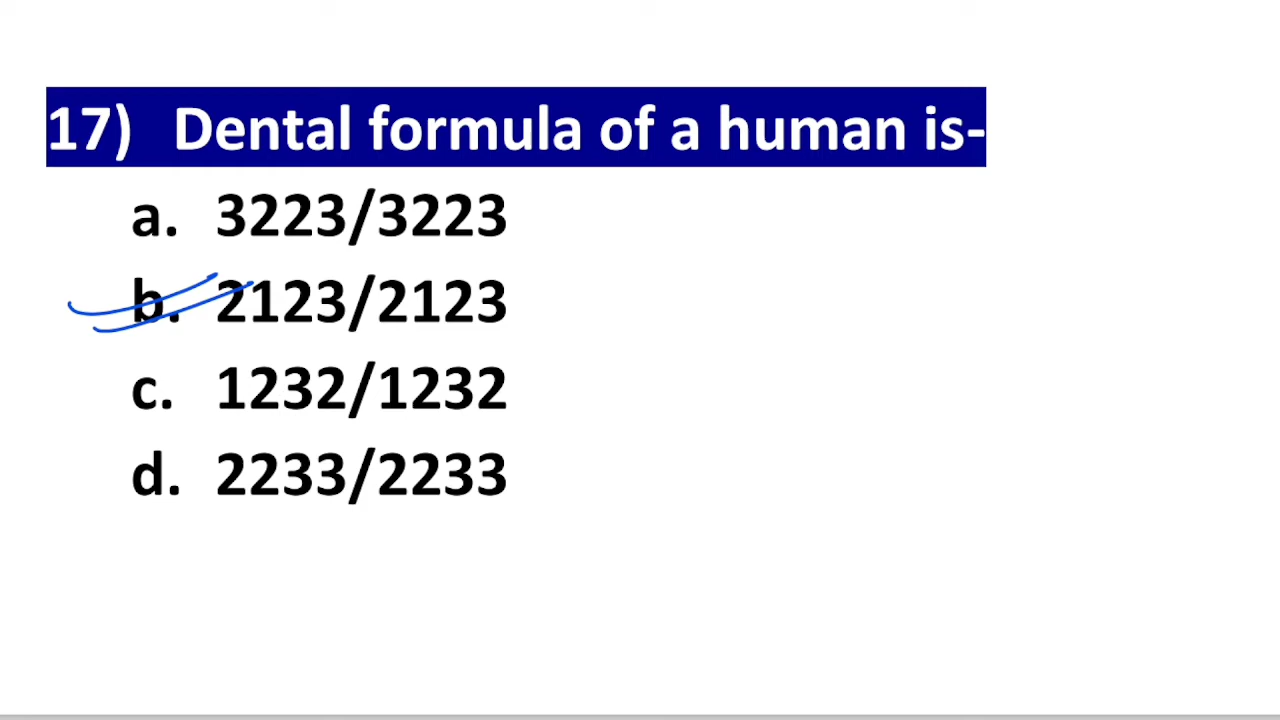 17) Dental formula of a human is-
a. 3223/3223
b. 2123/2123
c. 1232/1232
d. 2233/2233